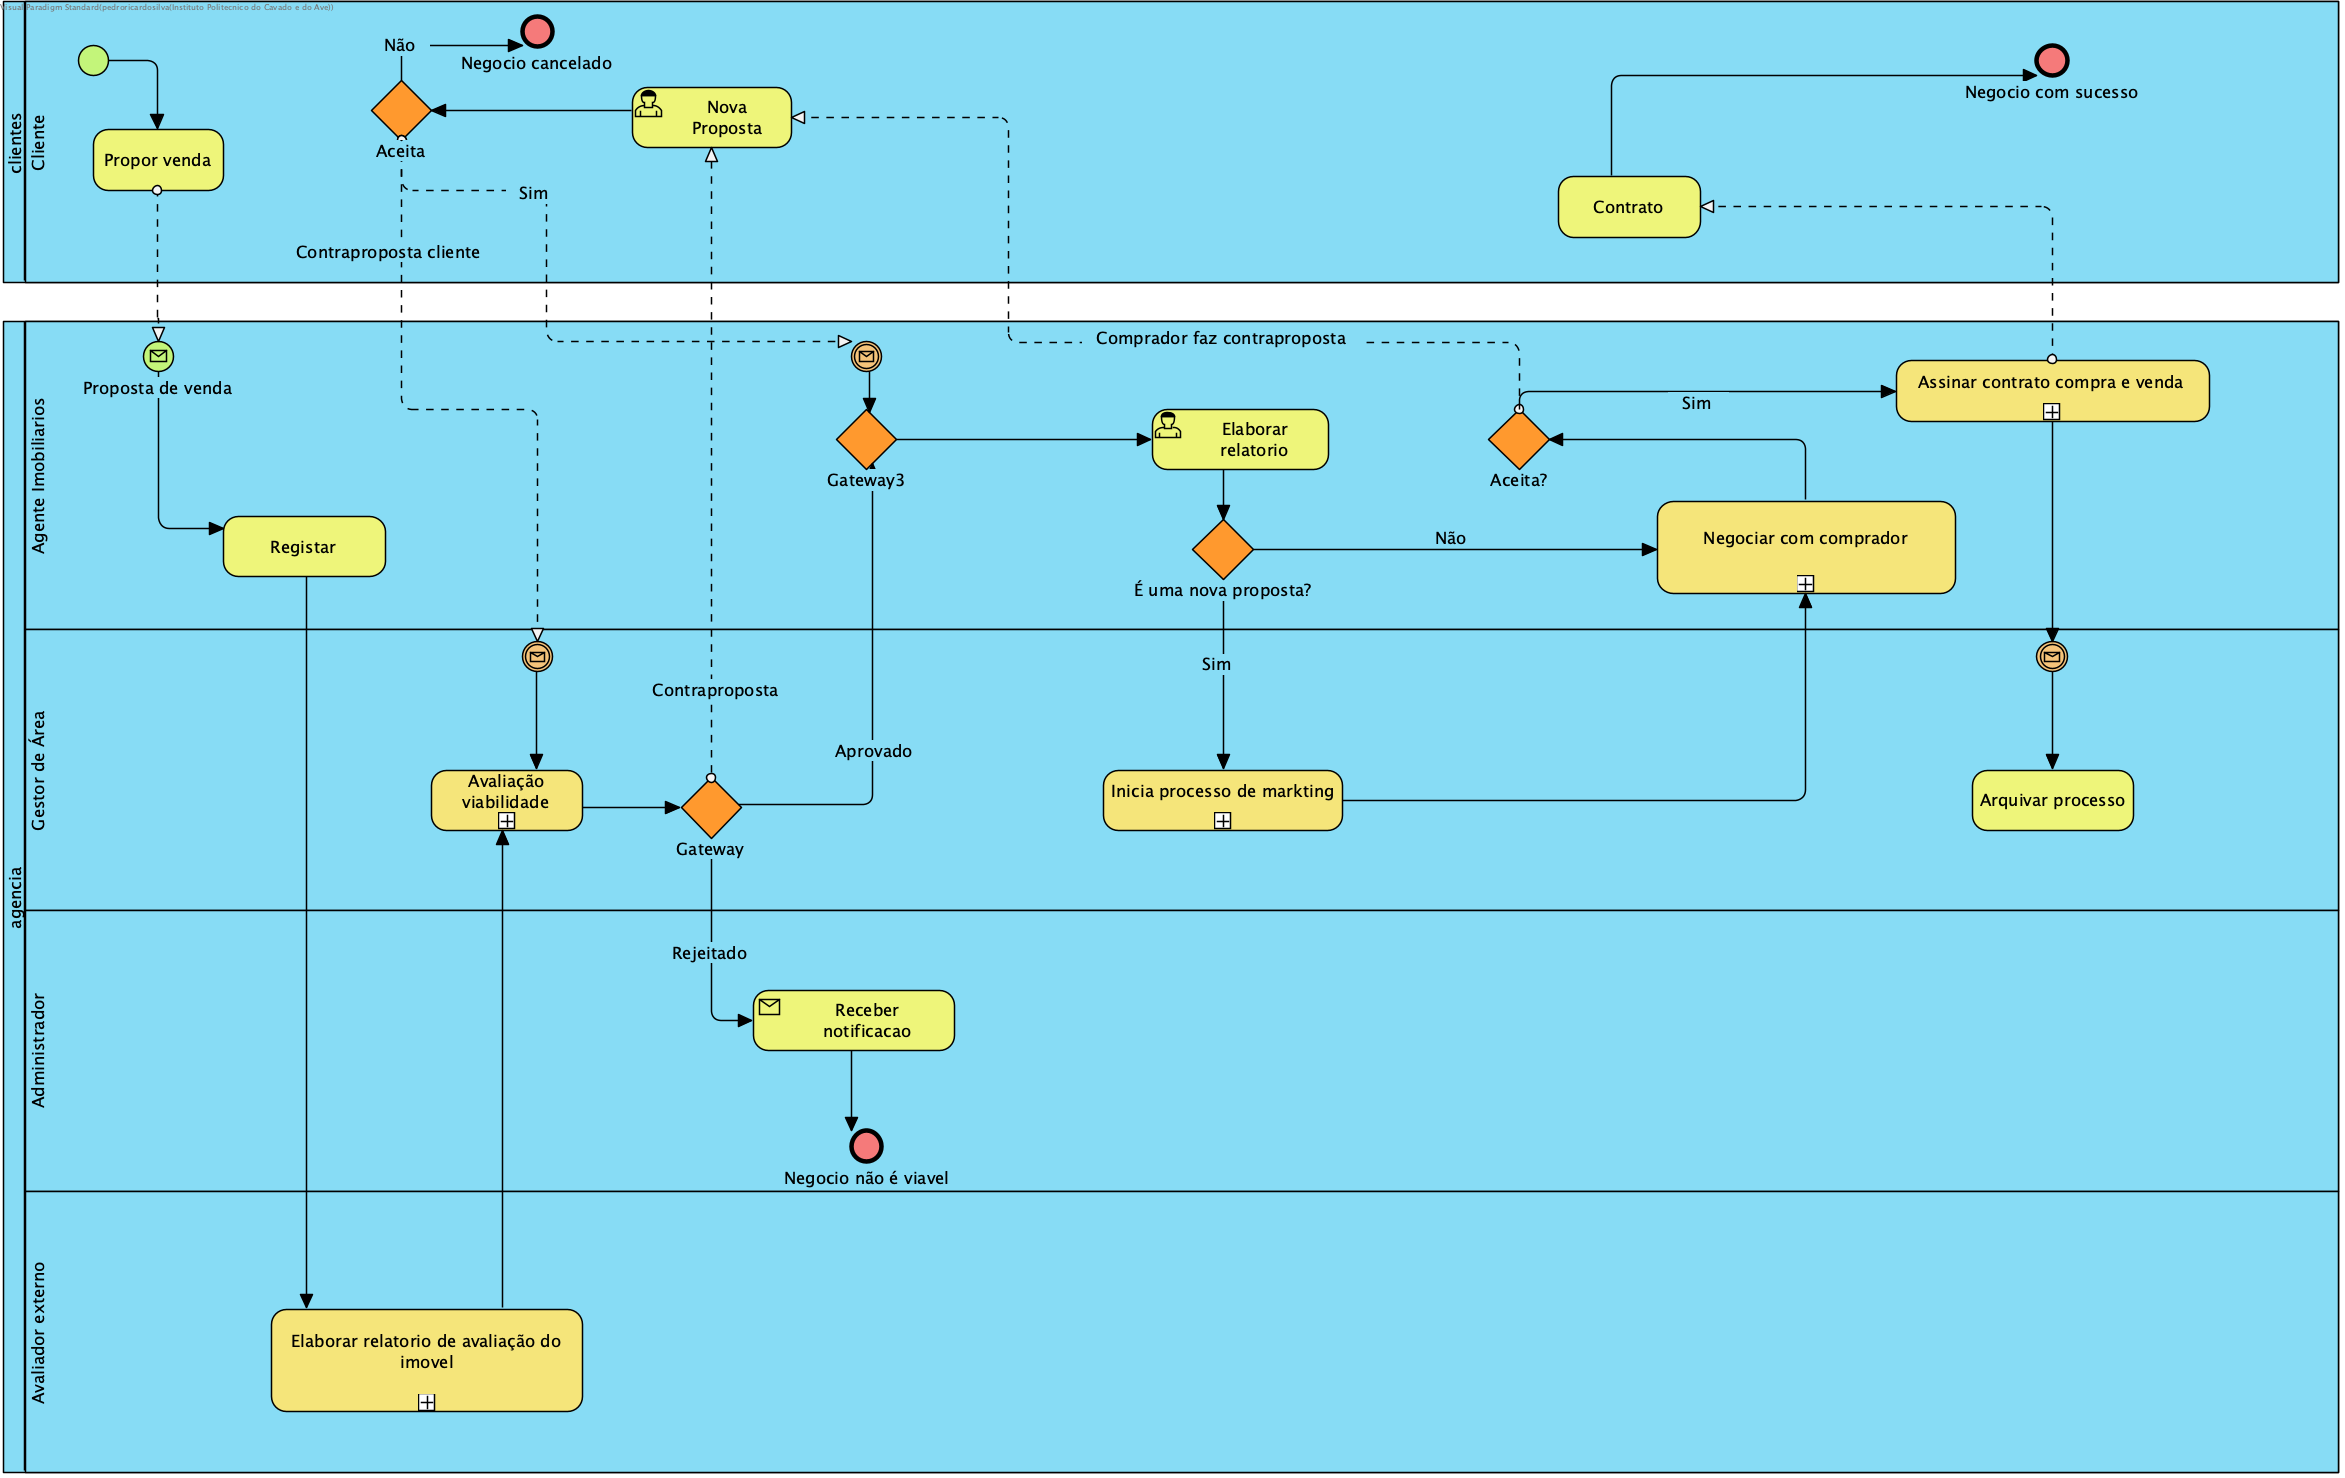 Visual Paradigm Standard(pedroricardosilva(Instituto Politecnico do Cavado e do Ave))
clientes
Cliente
Não
Negocio cancelado
Nova
Proposta
Negocio com sucesso
Propor venda
Aceita
Sim
Contrato
Contraproposta cliente
agencia
Agente Imobiliarios
Proposta de venda
Comprador faz contraproposta
Assinar contrato compra e venda
Sim
Elaborar
relatorio
Gateway3
Aceita?
Registar
Não
Negociar com comprador
É uma nova proposta?
Gestor de Área
Sim
Contraproposta
Aprovado
Avaliação
viabilidade
Inicia processo de markting
Arquivar processo
Gateway
Administrador
Rejeitado
Receber
notificacao
Negocio não é viavel
Avaliador externo
Elaborar relatorio de avaliação do
imovel